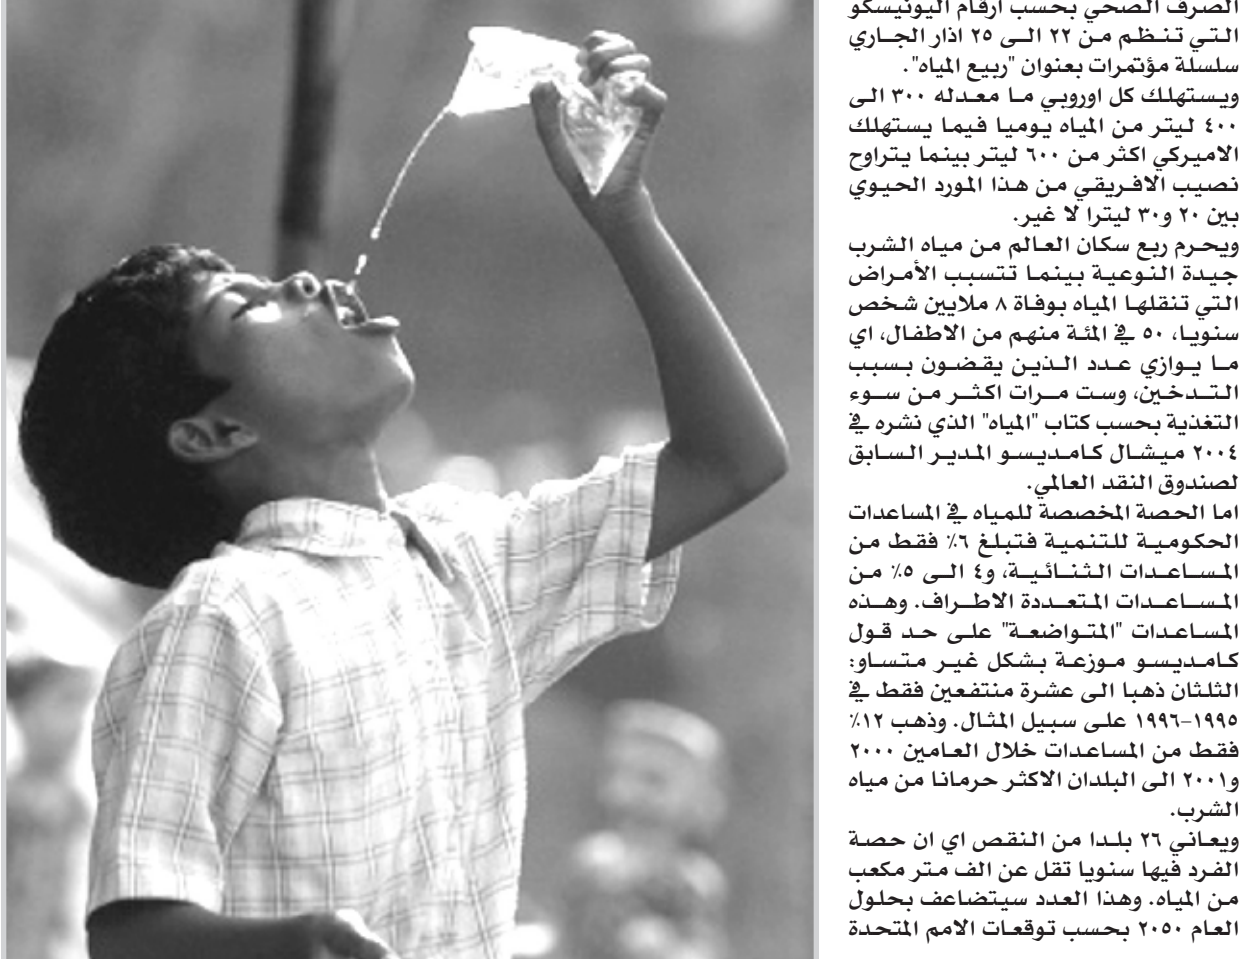 الصرف الصحي بحسب ارقام اليونيسكو
التي تنظم من ٢٢ الى ٢٥ اذار الجاري
سلسلة مؤتمرات بعنوان "ربيع المياه".
ويستهلك كل اوروبي ما معدله ٣٠٠ الى
٤٠٠ ليتر من المياه يوميا فيما يستهلك
الاميركي اكثر من ٦٠٠ ليتر بينما يتراوح
نصيب الافريقي من هذا المورد الحيوي
بين ٢٠ و٣٠ ليترا لا غير.
ويحرم ربع سكان العالم من مياه الشرب
جيدة النوعية بينما تتسبب الأمراض
التي تنقلها المياه بوفاة ٨ ملايين شخص
سنويا، ٥٠ في المئة منهم من الاطفال، اي
ما يوازي عدد الذين يقضون بسبب
التدخين، وست مرات اكثر من سوء
التغذية بحسب كتاب "المياه" الذي نشره في
٢٠٠٤ ميشال كامديسو المدير السابق
لصندوق النقد العالمي.
اما الحصة المخصصة للمياه في المساعدات
الحكومية للتنمية فتبلغ ٦٪ فقط من
المساعدات الثنائية، و٤ الى ٥٪ من
المساعدات المتعددة الاطراف. وهذه
المساعدات "المتواضعة" على حد قول
كامديسو موزعة بشكل غير متساو:
الثلثان ذهبا الى عشرة منتفعين فقط في
١٩٩٥-١٩٩٦ على سبيل المثال. وذهب ١٢٪
فقط من المساعدات خلال العامين ٢٠٠٠
و٢٠٠١ الى البلدان الاكثر حرمانا من مياه
الشرب.
ويعاني ٢٦ بلدا من النقص اي ان حصة
الفرد فيها سنويا تقل عن الف متر مكعب
من المياه. وهذا العدد سيتضاعف بحلول
العام ٢٠٥٠ بحسب توقعات الامم المتحدة